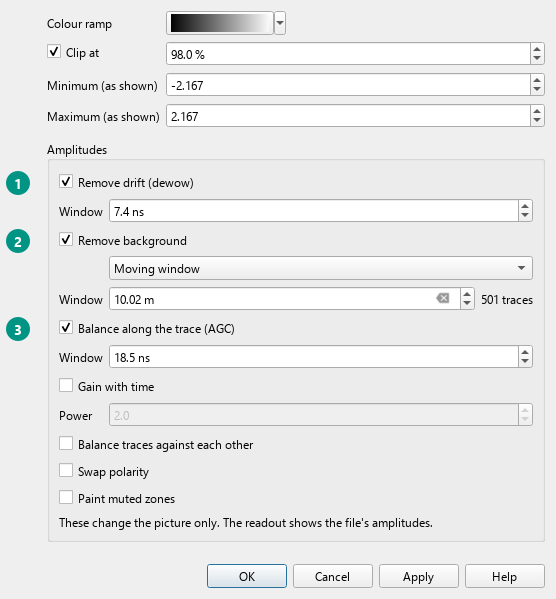 Colour ramp
Clip at 98.0 %
Minimum (as shown) -2.167
Maximum (as shown) 2.167
Amplitudes
1 Remove drift (dewow)
Window 7.4 ns
2 Remove background
Moving window
Window 10.02 m 501 traces
3 Balance along the trace (AGC)
Window 18.5 ns
Gain with time
Power 2.0
Balance traces against each other
Swap polarity
Paint muted zones
These change the picture only. The readout shows the file's amplitudes.
OK Cancel Apply Help